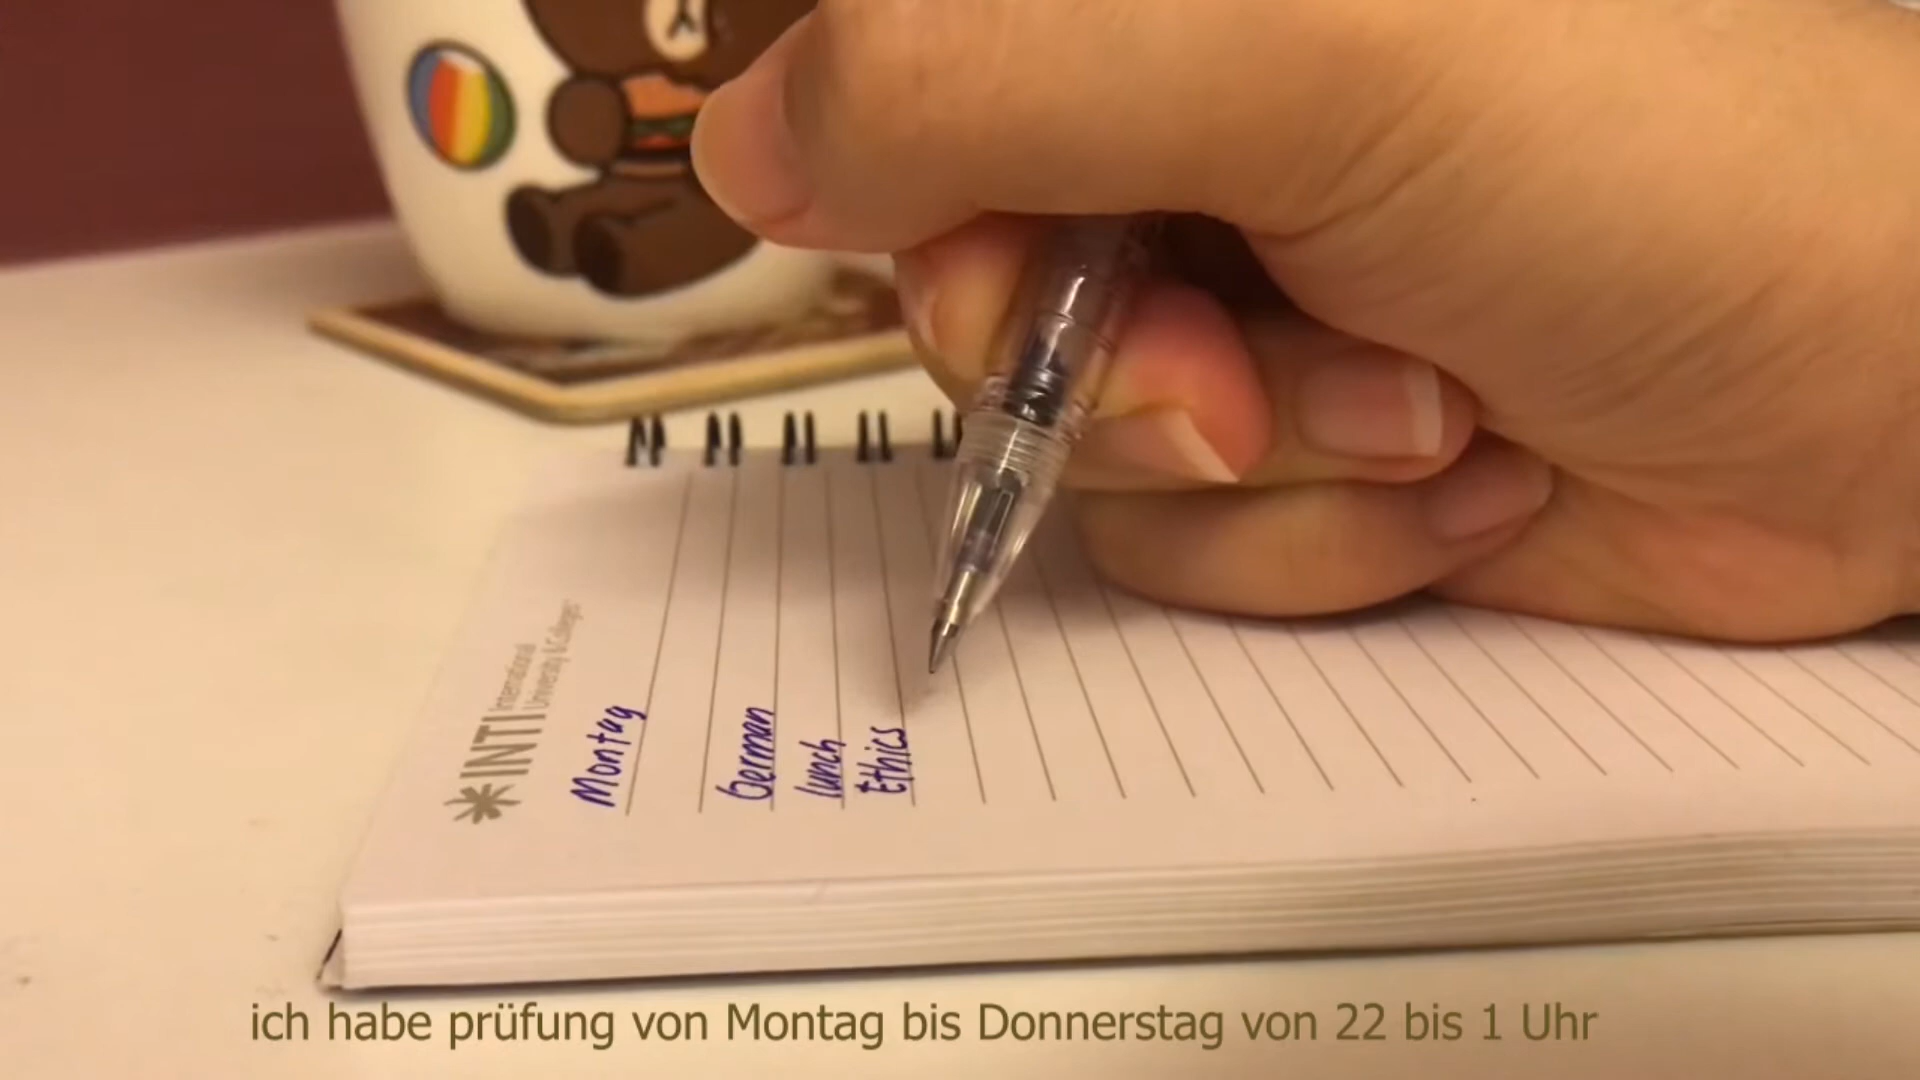 INTI International
University & Colleges
Montag
German
lunch
Ethics
ich habe prüfung von Montag bis Donnerstag von 22 bis 1 Uhr